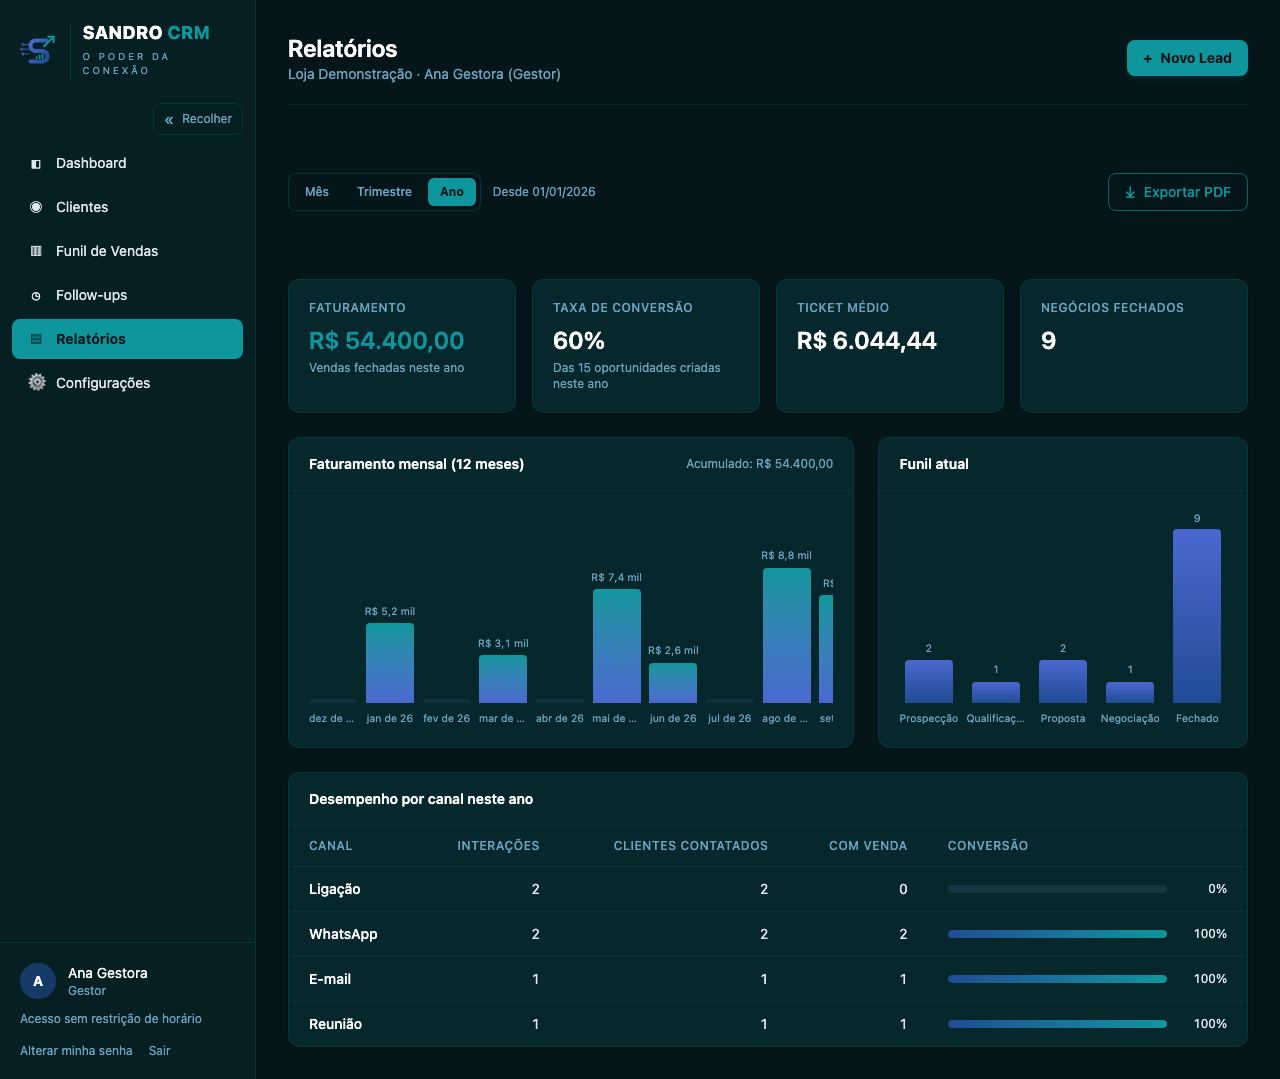 SANDRO CRM
O PODER DA
CONEXÃO
« Recolher
Dashboard
Clientes
Funil de Vendas
Follow-ups
Relatórios
Configurações
A
Ana Gestora
Gestor
Acesso sem restrição de horário
Alterar minha senha
Sair
Relatórios
Loja Demonstração · Ana Gestora (Gestor)
+ Novo Lead
Mês
Trimestre
Ano
Desde 01/01/2026
Exportar PDF
FATURAMENTO
R$ 54.400,00
Vendas fechadas neste ano
TAXA DE CONVERSÃO
60%
Das 15 oportunidades criadas
neste ano
TICKET MÉDIO
R$ 6.044,44
NEGÓCIOS FECHADOS
9
Faturamento mensal (12 meses)
Acumulado: R$ 54.400,00
R$ 5,2 mil
R$ 3,1 mil
R$ 7,4 mil
R$ 2,6 mil
R$ 8,8 mil
R$
dez de ...
jan de 26
fev de 26
mar de ...
abr de 26
mai de ...
jun de 26
jul de 26
ago de ...
set
Funil atual
2
1
2
1
9
Prospecção
Qualificaç...
Proposta
Negociação
Fechado
Desempenho por canal neste ano
CANAL INTERAÇÕES CLIENTES CONTATADOS COM VENDA CONVERSÃO
Ligação 2 2 0 0%
WhatsApp 2 2 2 100%
E-mail 1 1 1 100%
Reunião 1 1 1 100%